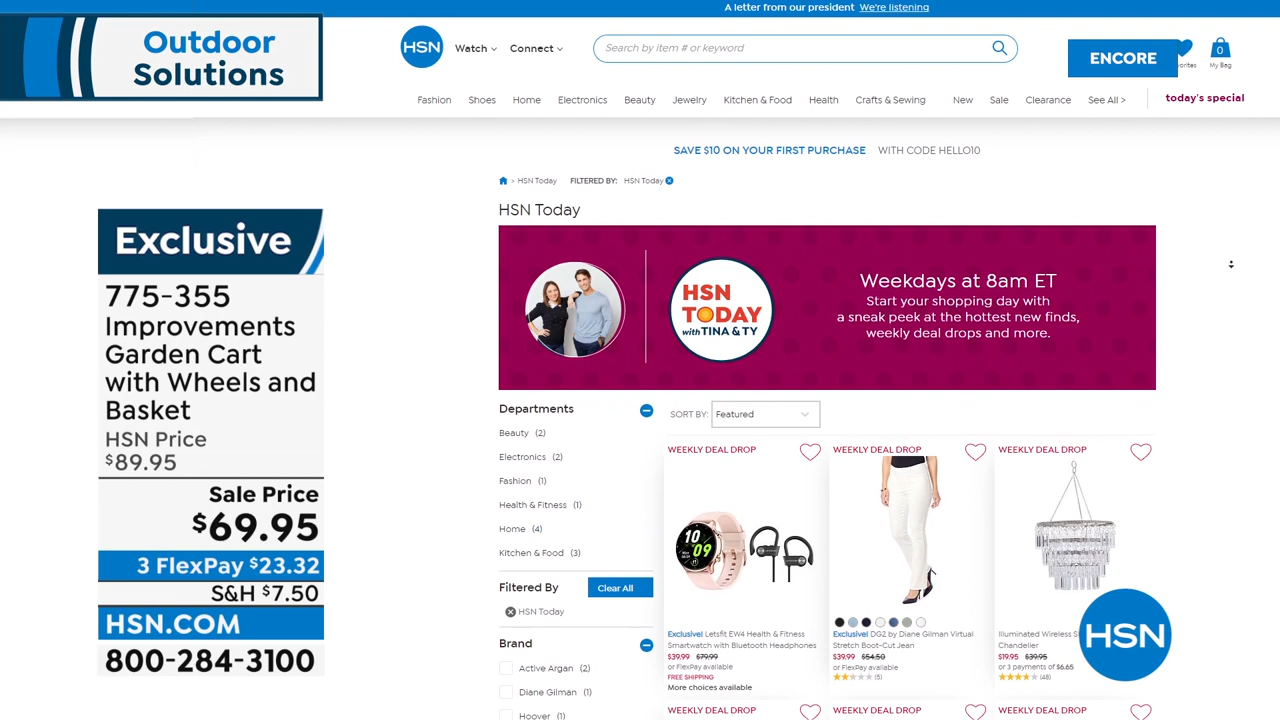 A letter from our president We're listening
Outdoor
Solutions
HSN
Watch
Connect
Search by item # or keyword
ENCORE
0
My Bag
Fashion
Shoes
Home
Electronics
Beauty
Jewelry
Kitchen & Food
Health
Crafts & Sewing
New
Sale
Clearance
See All >
today's special
SAVE $10 ON YOUR FIRST PURCHASE WITH CODE HELLO10
> HSN Today FILTERED BY: HSN Today
HSN Today
Exclusive
775-355
Improvements
Garden Cart
with Wheels and
Basket
HSN Price
$89.95
Sale Price
$69.95
3 FlexPay $23.32
S&H $7.50
HSN.COM
800-284-3100
HSN
TODAY
with TINA & TY
Weekdays at 8am ET
Start your shopping day with
a sneak peek at the hottest new finds,
weekly deal drops and more.
Departments
Beauty (2)
Electronics (2)
Fashion (1)
Health & Fitness (1)
Home (4)
Kitchen & Food (3)
Filtered By Clear All
HSN Today
Brand
Active Argan (2)
Diane Gilman (1)
Hoover (1)
SORT BY: Featured
WEEKLY DEAL DROP
10
09
Exclusive! Letsfit EW4 Health & Fitness
Smartwatch with Bluetooth Headphones
$39.99 $79.99
or FlexPay available
FREE SHIPPING
More choices available
WEEKLY DEAL DROP
Exclusive! DG2 by Diane Gilman Virtual
Stretch Boot-Cut Jean
$39.99 $54.50
or FlexPay available
(5)
WEEKLY DEAL DROP
Illuminated Wireless
Chandelier
$19.95 $39.95
or 3 payments of $6.65
(48)
HSN
WEEKLY DEAL DROP
WEEKLY DEAL DROP
WEEKLY DEAL DROP